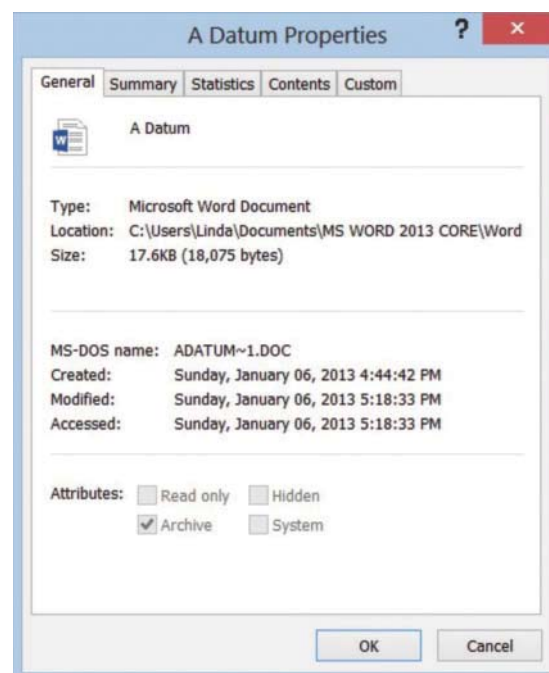 A Datum Properties ? ×
General Summary Statistics Contents Custom
W A Datum
Type: Microsoft Word Document
Location: C:\Users\Linda\Documents\MS WORD 2013 CORE\Word
Size: 17.6KB (18,075 bytes)
MS-DOS name: ADATUM~1.DOC
Created: Sunday, January 06, 2013 4:44:42 PM
Modified: Sunday, January 06, 2013 5:18:33 PM
Accessed: Sunday, January 06, 2013 5:18:33 PM
Attributes: Read only Hidden
Archive System
OK Cancel